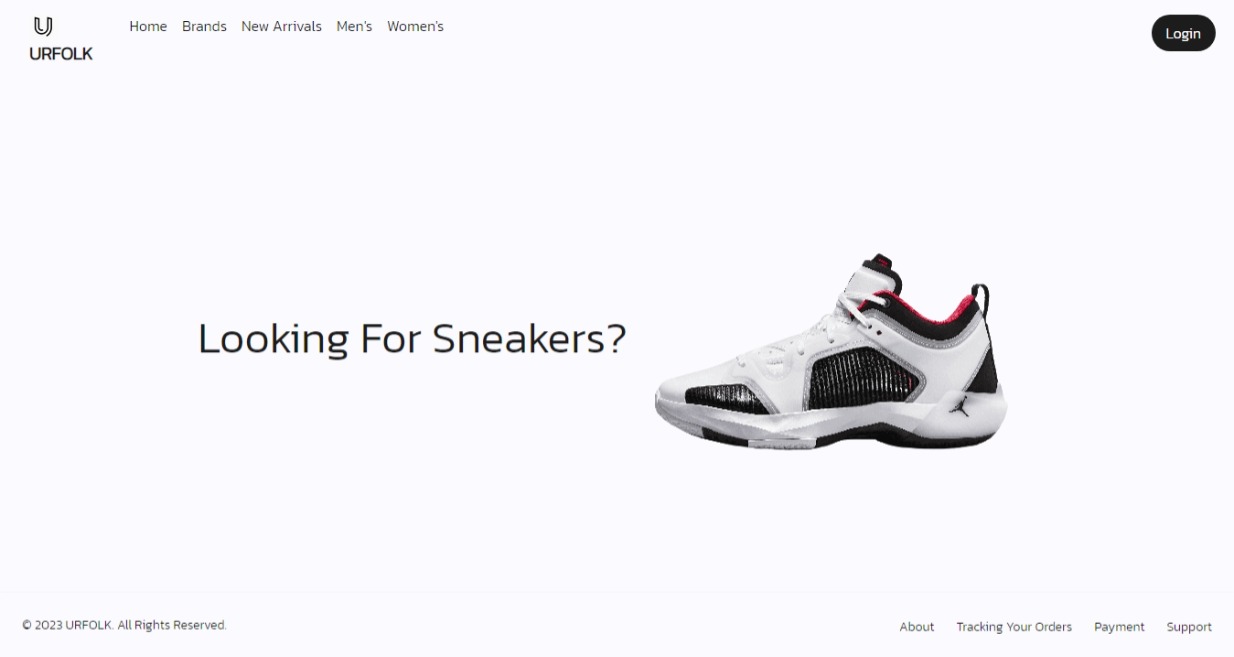 Home Brands New Arrivals Men's Women's
Login
URFOLK
Looking For Sneakers?
© 2023 URFOLK. All Rights Reserved.
About Tracking Your Orders Payment Support